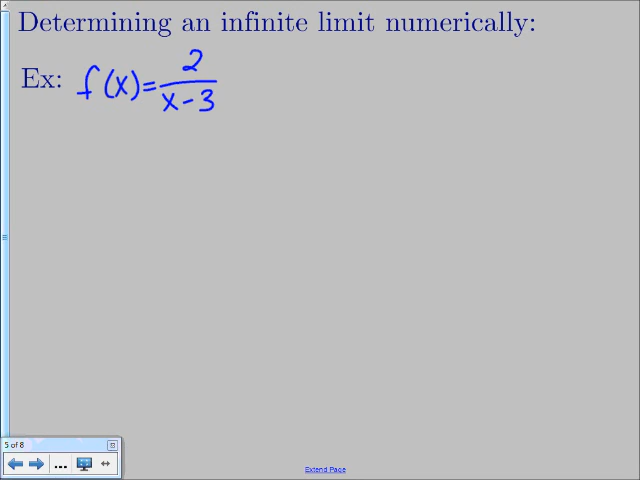 Determining an infinite limit numerically:
Ex: f(x) = 2/(x-3)
5 of 8
...
Extend Page